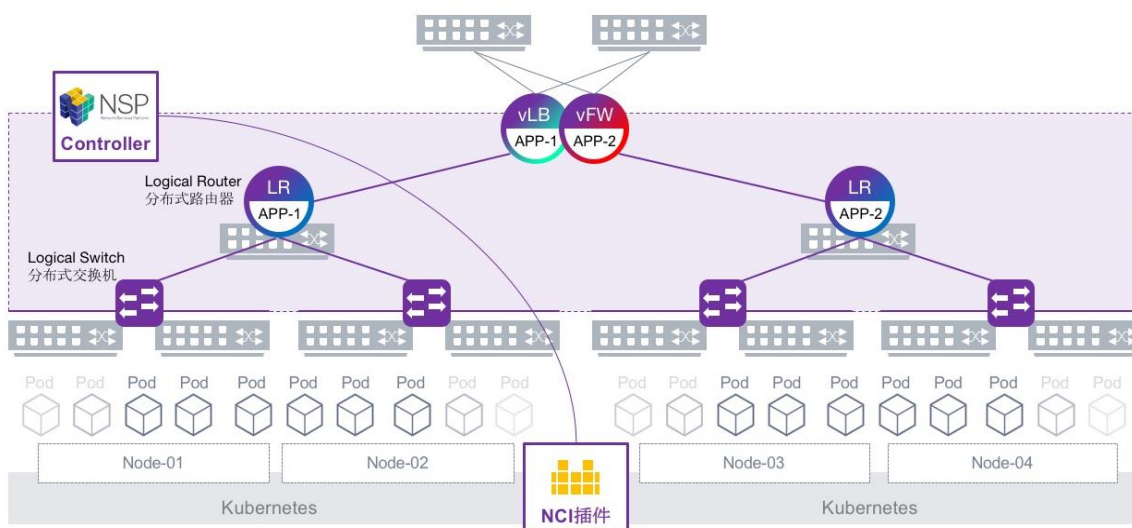 NSP
Network Services Platform
Controller
vLB
APP-1
vFW
APP-2
Logical Router
分布式路由器
LR
APP-1
LR
APP-2
Logical Switch
分布式交换机
Pod Pod Pod Pod Pod Pod Pod Pod Pod Pod
Pod Pod Pod Pod Pod Pod Pod Pod Pod Pod
Node-01
Node-02
Node-03
Node-04
Kubernetes
NCI插件
Kubernetes